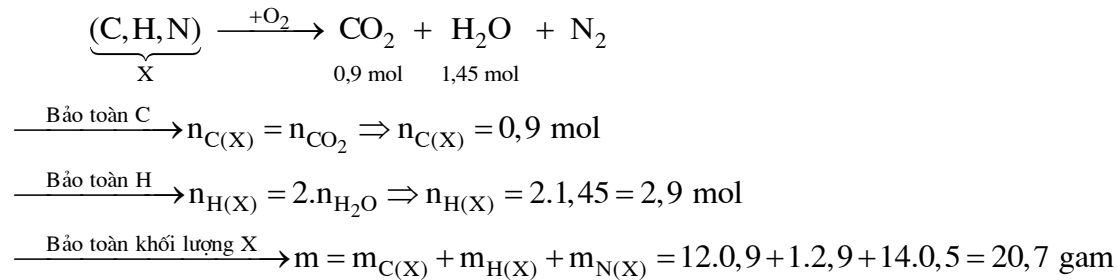 (C,H,N) +O₂ → CO₂ + H₂O + N₂
X 0,9 mol 1,45 mol
Bảo toàn C → n_C(X) = n_CO₂ ⇒ n_C(X) = 0,9 mol
Bảo toàn H → n_H(X) = 2.n_H₂O ⇒ n_H(X) = 2.1,45 = 2,9 mol
Bảo toàn khối lượng X → m = m_C(X) + m_H(X) + m_N(X) = 12.0,9 + 1.2,9 + 14.0,5 = 20,7 gam